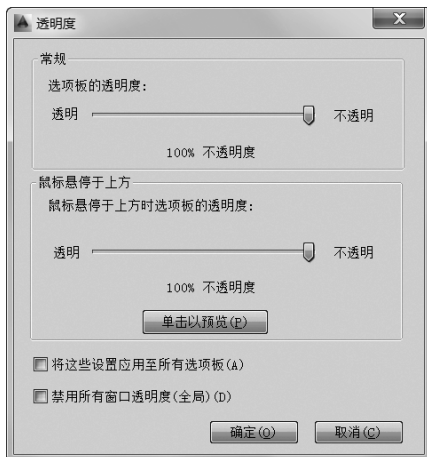 透明度
常规
选项板的透明度:
透明 不透明
100% 不透明度
鼠标悬停于上方
鼠标悬停于上方时选项板的透明度:
透明 不透明
100% 不透明度
单击以预览(P)
将这些设置应用至所有选项板(A)
禁用所有窗口透明度(全局)(D)
确定(O) 取消(C)